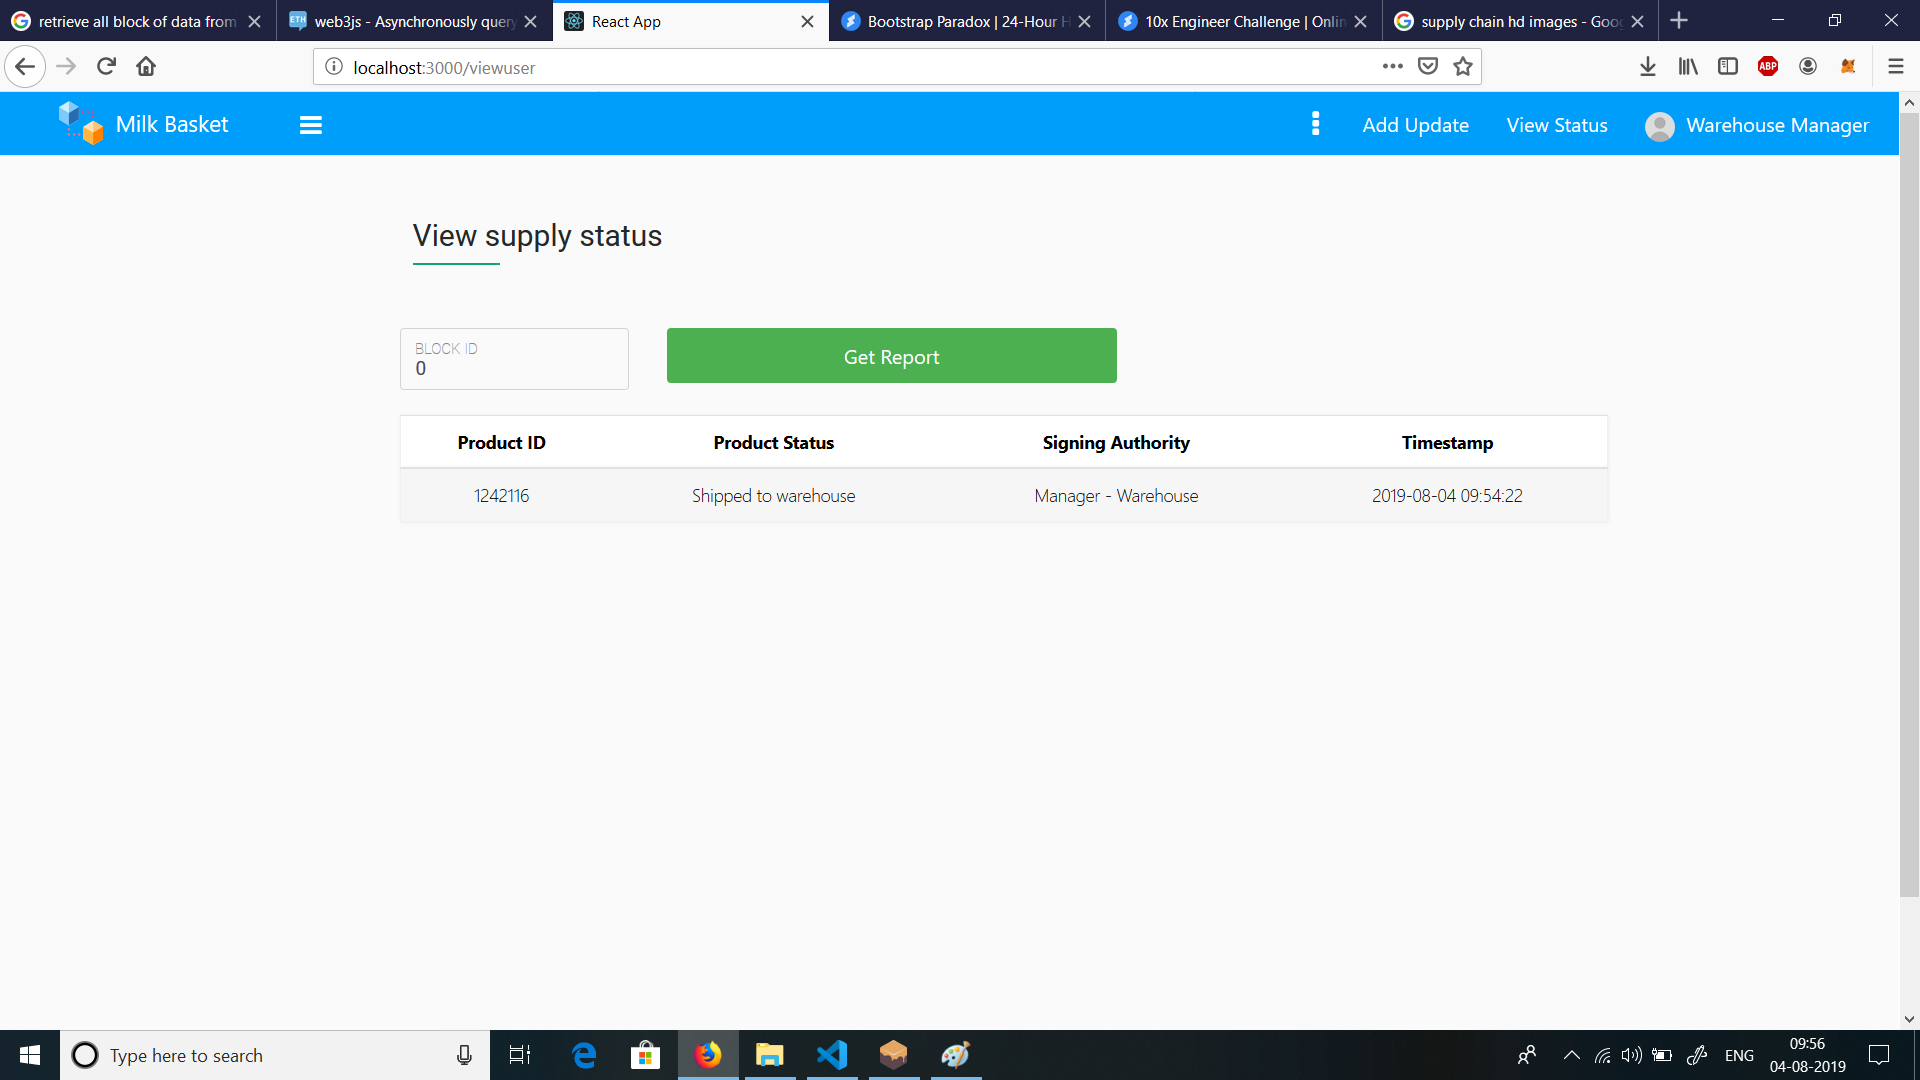 retrieve all block of data from
web3js - Asynchronously query
React App
Bootstrap Paradox | 24-Hour H
10x Engineer Challenge | Onlin
supply chain hd images - Goog
localhost:3000/viewuser
ABP
Milk Basket
Add Update
View Status
Warehouse Manager
View supply status
BLOCK ID
0
Get Report
Product ID Product Status Signing Authority Timestamp
1242116 Shipped to warehouse Manager - Warehouse 2019-08-04 09:54:22
Type here to search
ENG
09:56
04-08-2019